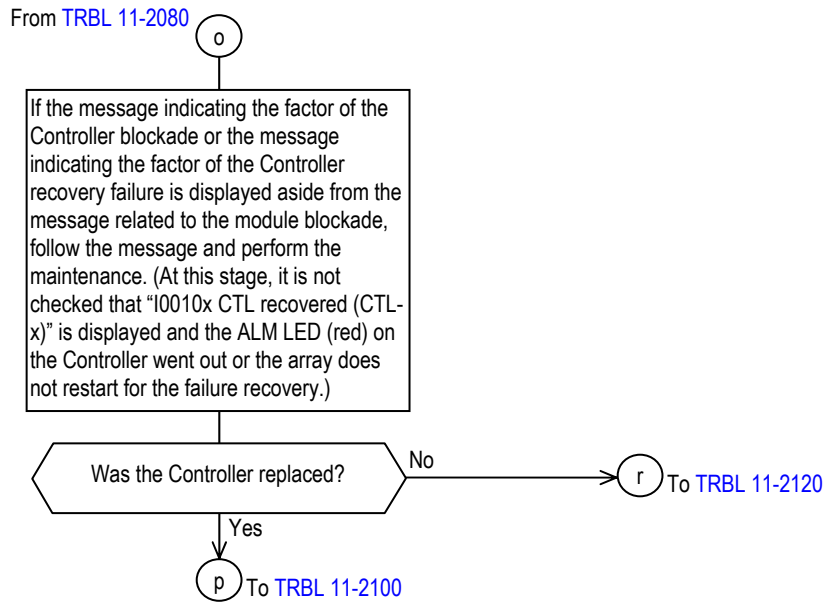 From TRBL 11-2080
o
If the message indicating the factor of the
Controller blockade or the message
indicating the factor of the Controller
recovery failure is displayed aside from the
message related to the module blockade,
follow the message and perform the
maintenance. (At this stage, it is not
checked that “I0010x CTL recovered (CTL-
x)” is displayed and the ALM LED (red) on
the Controller went out or the array does
not restart for the failure recovery.)
Was the Controller replaced?
No
r
To TRBL 11-2120
Yes
p
To TRBL 11-2100